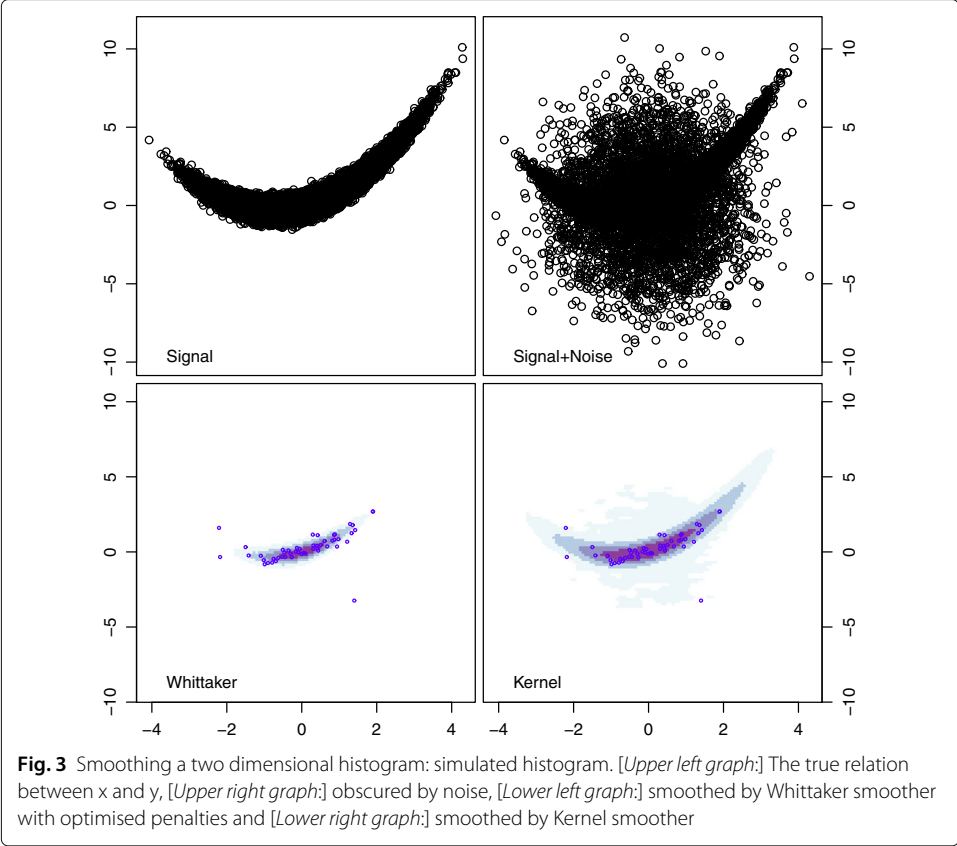 10
5
0
−5
−10
Signal
Signal+Noise
10
5
0
−5
−10
10
5
0
−5
−10
Whittaker
Kernel
10
5
0
−5
−10
−4 −2 0 2 4
−4 −2 0 2 4
Fig. 3 Smoothing a two dimensional histogram: simulated histogram. [Upper left graph:] The true relation
between x and y, [Upper right graph:] obscured by noise, [Lower left graph:] smoothed by Whittaker smoother
with optimised penalties and [Lower right graph:] smoothed by Kernel smoother